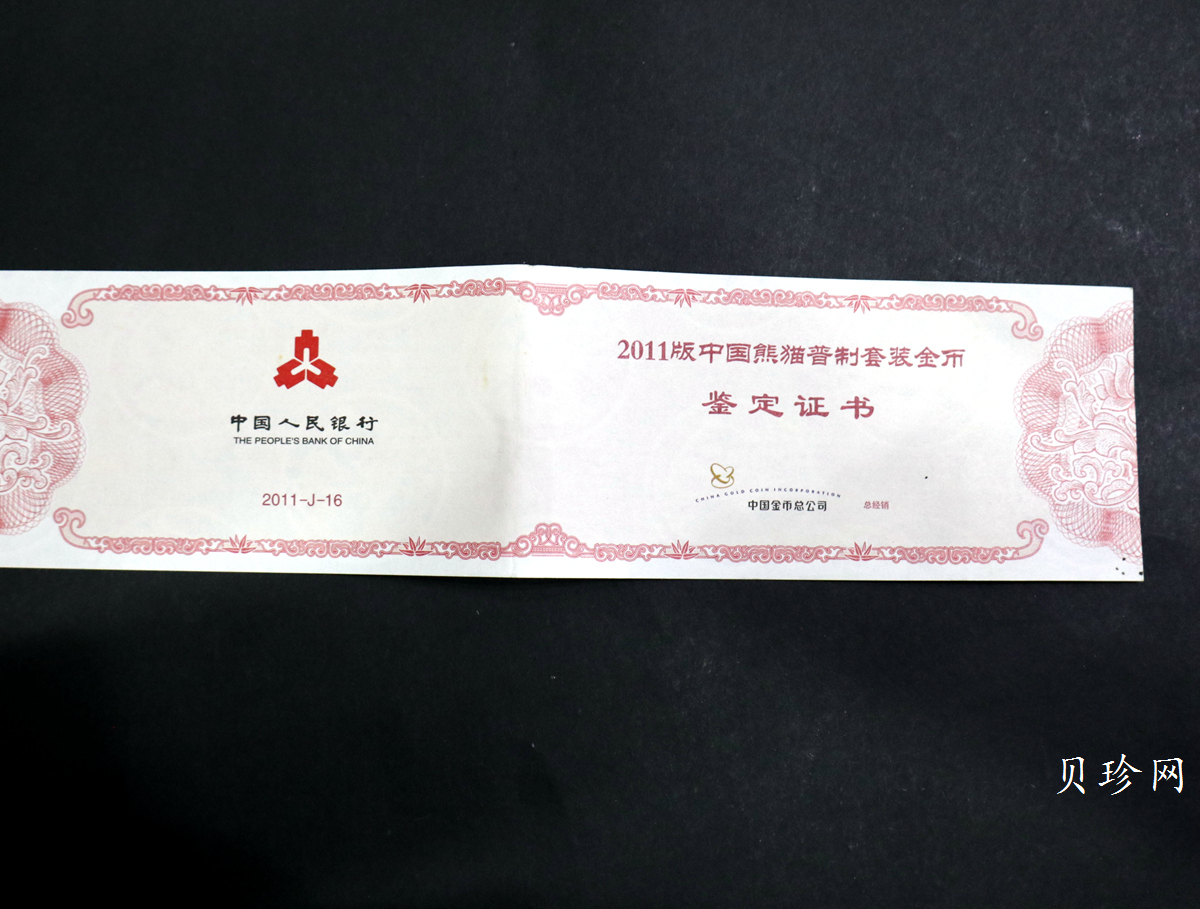 中国人民银行
THE PEOPLE'S BANK OF CHINA
2011-J-16
2011版中国熊猫普制套装金币
鉴定证书
CHINA GOLD COIN INCORPORATION
中国金币总公司 总经销
贝珍网